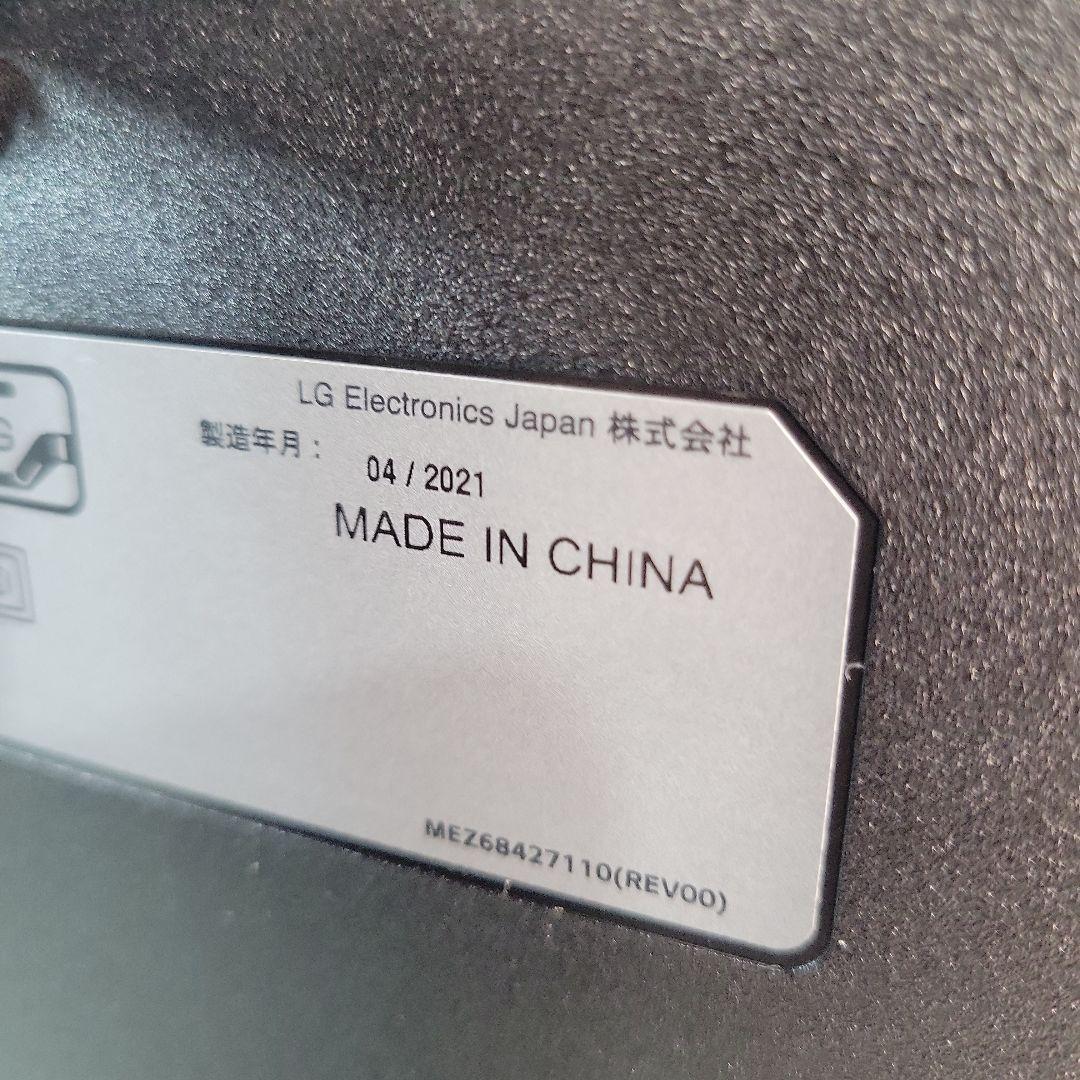 LG Electronics Japan 株式会社
製造年月：
04 / 2021
MADE IN CHINA
MEZ68427110(REV00)